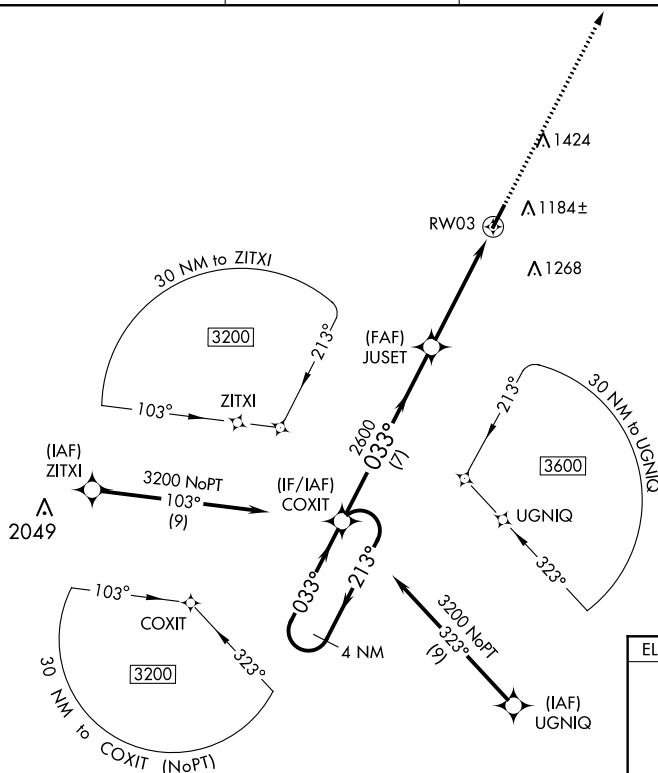 1424
RW03
1184±
1268
30 NM to ZITXI
3200
213°
103°
ZITXI
(FAF)
JUSET
2600
033°
(7)
213°
30 NM to UGNIQ
3600
UGNIQ
323°
(IAF)
ZITXI
2049
3200 NoPT
103°
(9)
(IF/IAF)
COXIT
033°
213°
4 NM
3200 NoPT
323°
(9)
(IAF)
UGNIQ
103°
COXIT
323°
3200
30 NM to COXIT (NoPT)
EL